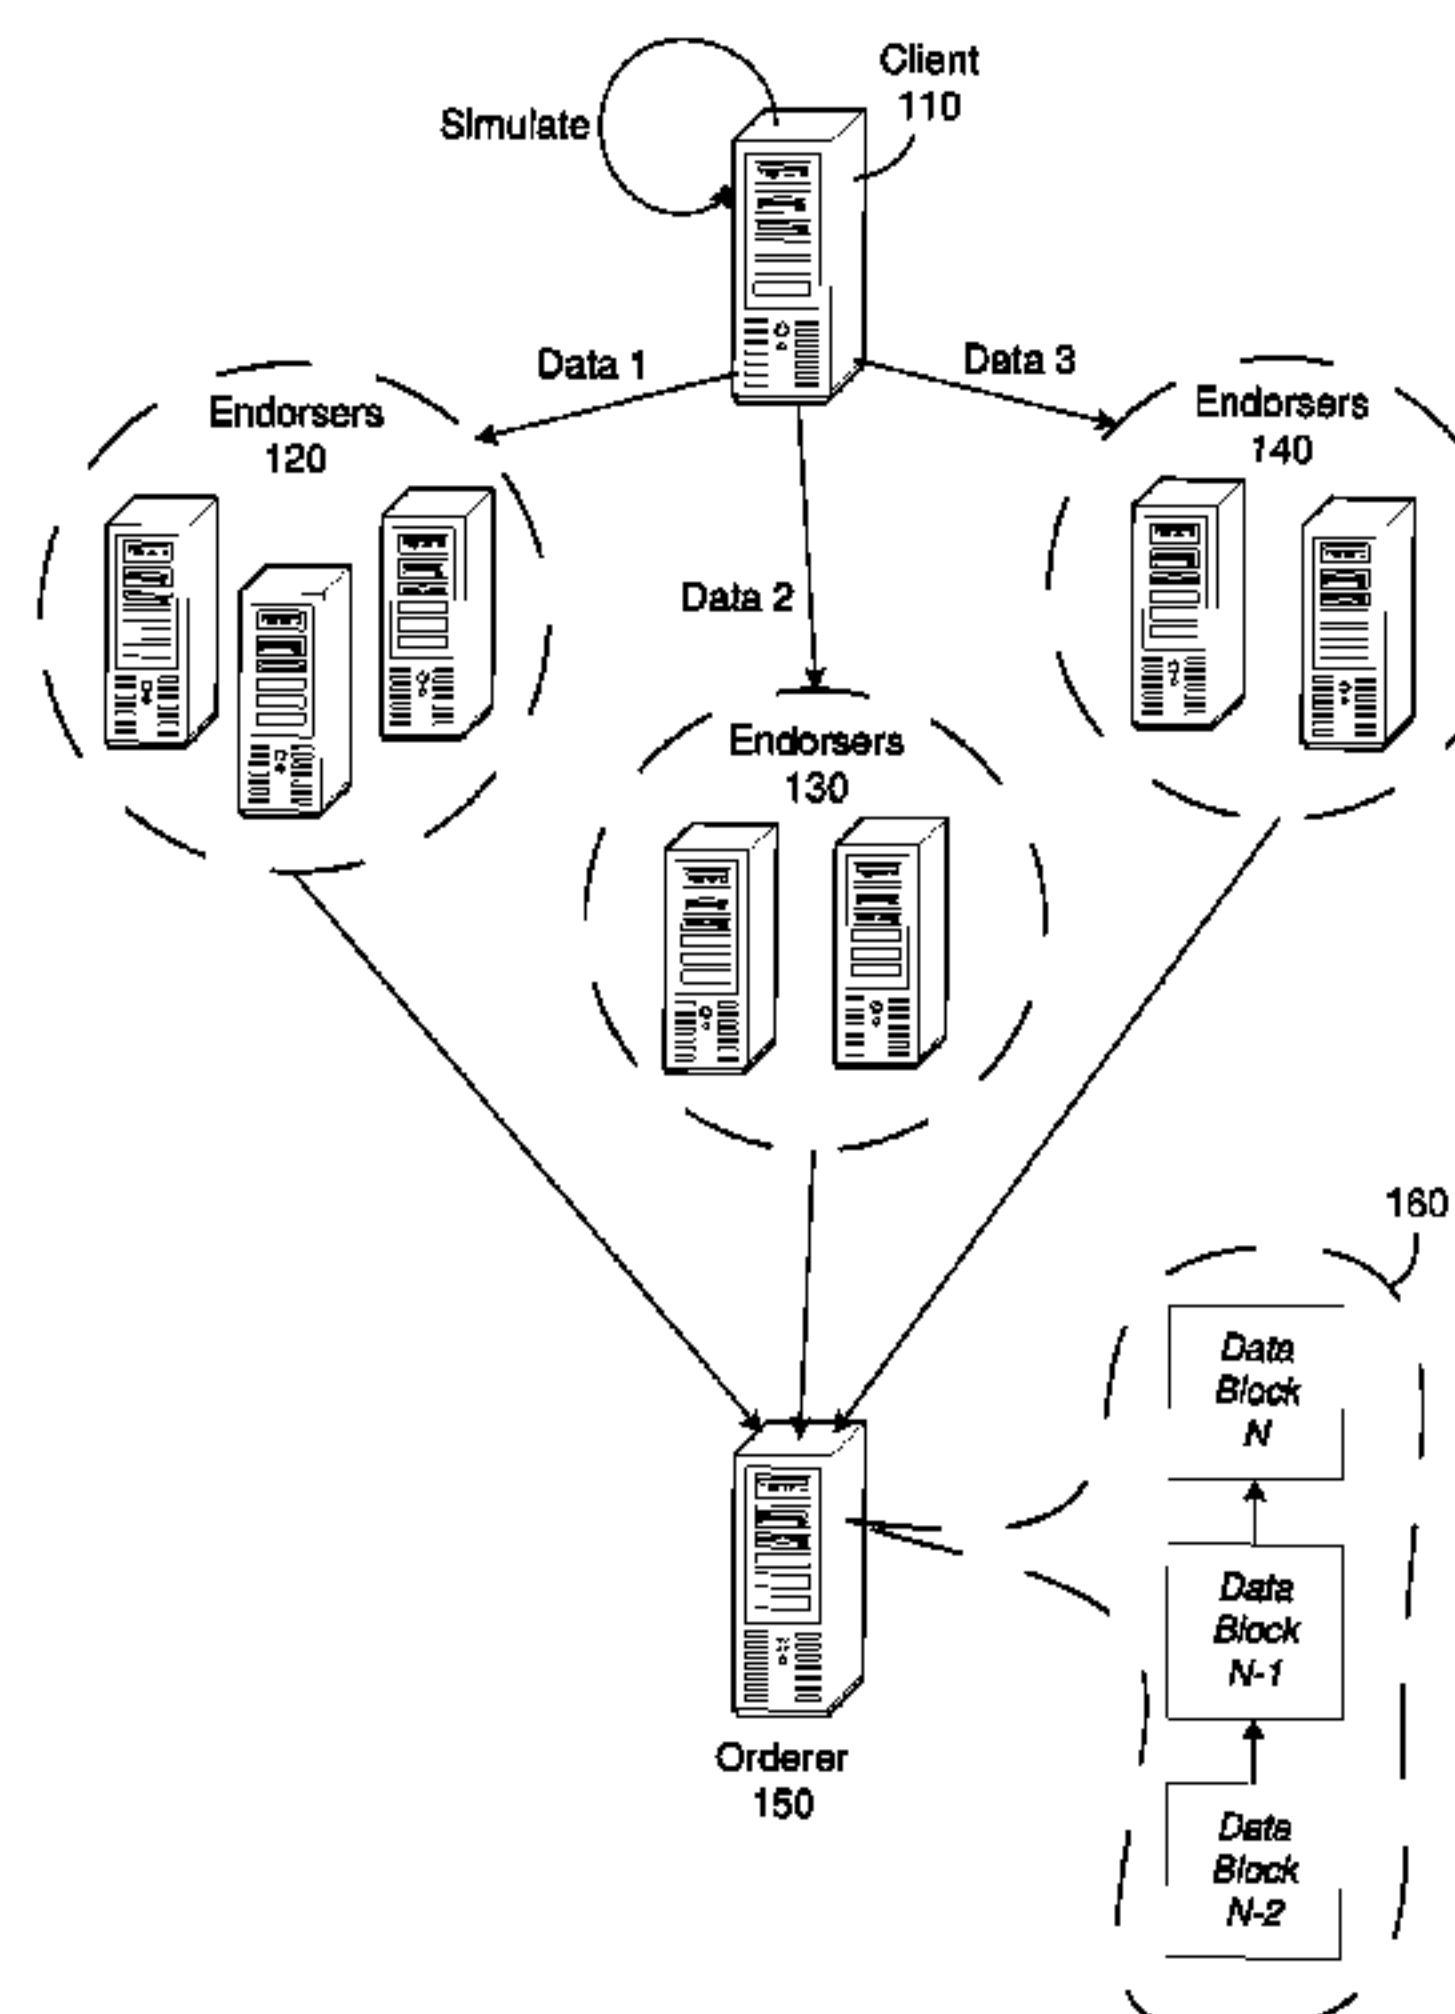 Client
110
Simulate
Data 1
Data 3
Endorsers
120
Endorsers
140
Data 2
Endorsers
130
160
Data
Block
N
Data
Block
N-1
Orderer
150
Data
Block
N-2